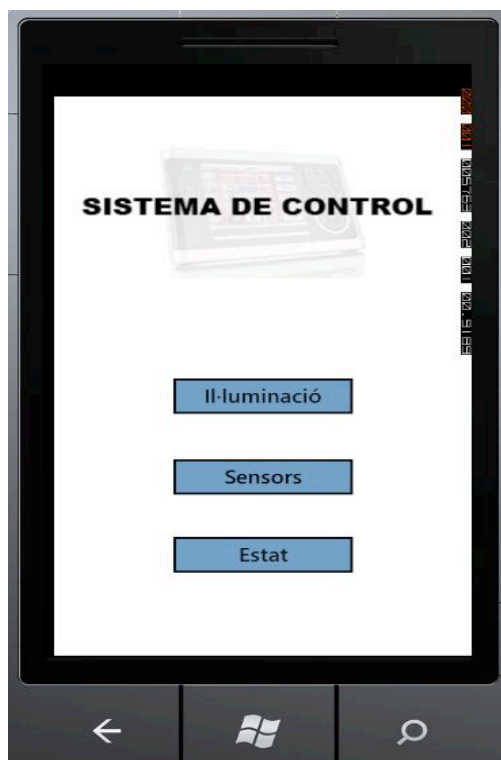 SISTEMA DE CONTROL
Il·luminació
Sensors
Estat